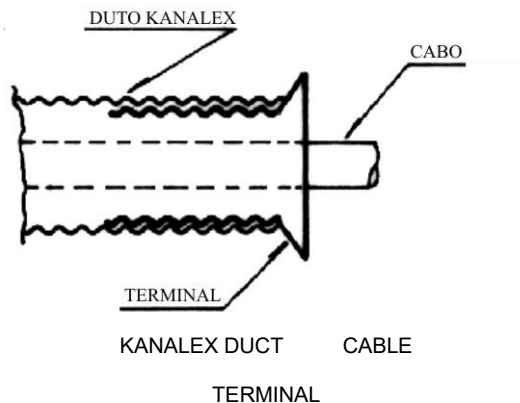 DUTO KANALEX
CABO
TERMINAL
KANALEX DUCT CABLE
TERMINAL